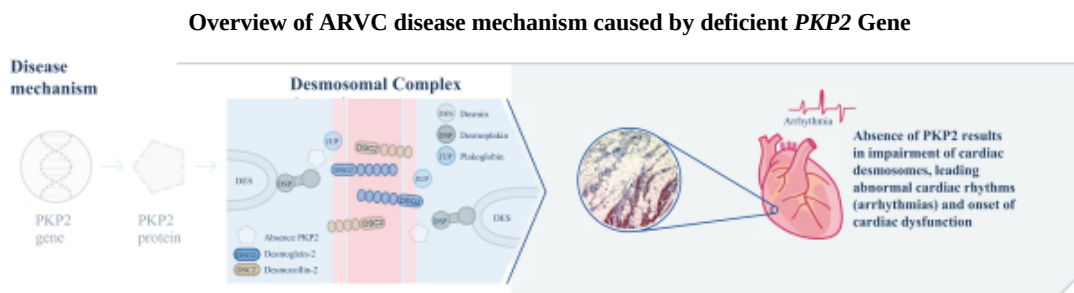 Overview of ARVC disease mechanism caused by deficient PKP2 Gene
Disease
mechanism
PKP2
gene
PKP2
protein
Desmosomal Complex
DES
DSP
JUP
DSC2
DSG2
DSG2
DSC2
JUP
DSP
DES
DES Desmin
DSP Desmoplakin
JUP Plakoglobin
Absence PKP2
DSG2 Desmoglein-2
DSC2 Desmocollin-2
Arrhythmia
Absence of PKP2 results
in impairment of cardiac
desmosomes, leading
abnormal cardiac rhythms
(arrhythmias) and onset of
cardiac dysfunction